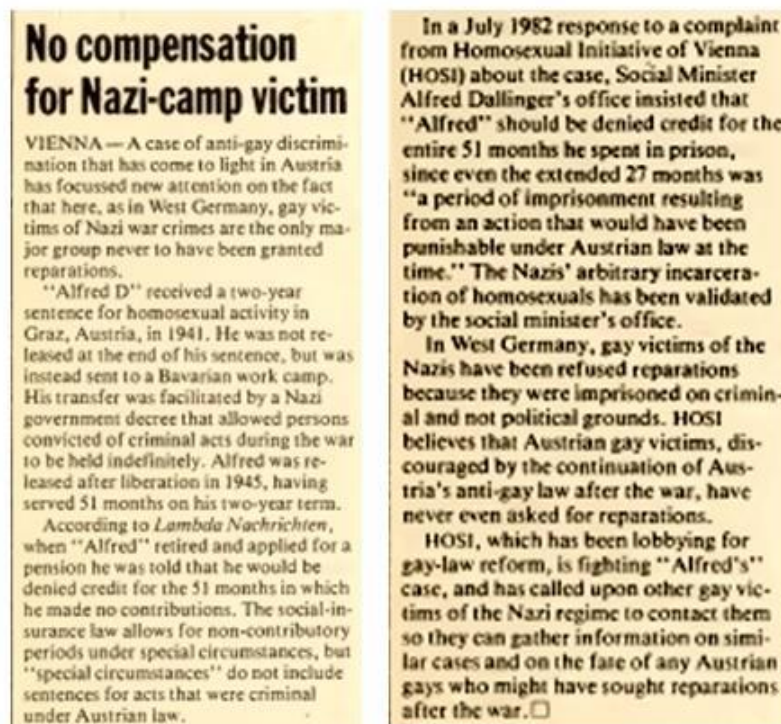 No compensation
for Nazi-camp victim
VIENNA — A case of anti-gay discrimi-
nation that has come to light in Austria
has focussed new attention on the fact
that here, as in West Germany, gay vic-
tims of Nazi war crimes are the only ma-
jor group never to have been granted
reparations.
"Alfred D" received a two-year
sentence for homosexual activity in
Graz, Austria, in 1941. He was not re-
leased at the end of his sentence, but was
instead sent to a Bavarian work camp.
His transfer was facilitated by a Nazi
government decree that allowed persons
convicted of criminal acts during the war
to be held indefinitely. Alfred was re-
leased after liberation in 1945, having
served 51 months on his two-year term.
According to Lambda Nachrichten,
when "Alfred" retired and applied for a
pension he was told that he would be
denied credit for the 51 months in which
he made no contributions. The social-in-
surance law allows for non-contributory
periods under special circumstances, but
"special circumstances" do not include
sentences for acts that were criminal
under Austrian law.
In a July 1982 response to a complaint
from Homosexual Initiative of Vienna
(HOSI) about the case, Social Minister
Alfred Dallinger's office insisted that
"Alfred" should be denied credit for the
entire 51 months he spent in prison,
since even the extended 27 months was
"a period of imprisonment resulting
from an action that would have been
punishable under Austrian law at the
time." The Nazis' arbitrary incarcera-
tion of homosexuals has been validated
by the social minister's office.
In West Germany, gay victims of the
Nazis have been refused reparations
because they were imprisoned on crimin-
al and not political grounds. HOSI
believes that Austrian gay victims, dis-
couraged by the continuation of Aus-
tria's anti-gay law after the war, have
never even asked for reparations.
HOSI, which has been lobbying for
gay-law reform, is fighting "Alfred's"
case, and has called upon other gay vic-
tims of the Nazi regime to contact them
so they can gather information on simi-
lar cases and on the fate of any Austrian
gays who might have sought reparations
after the war.□